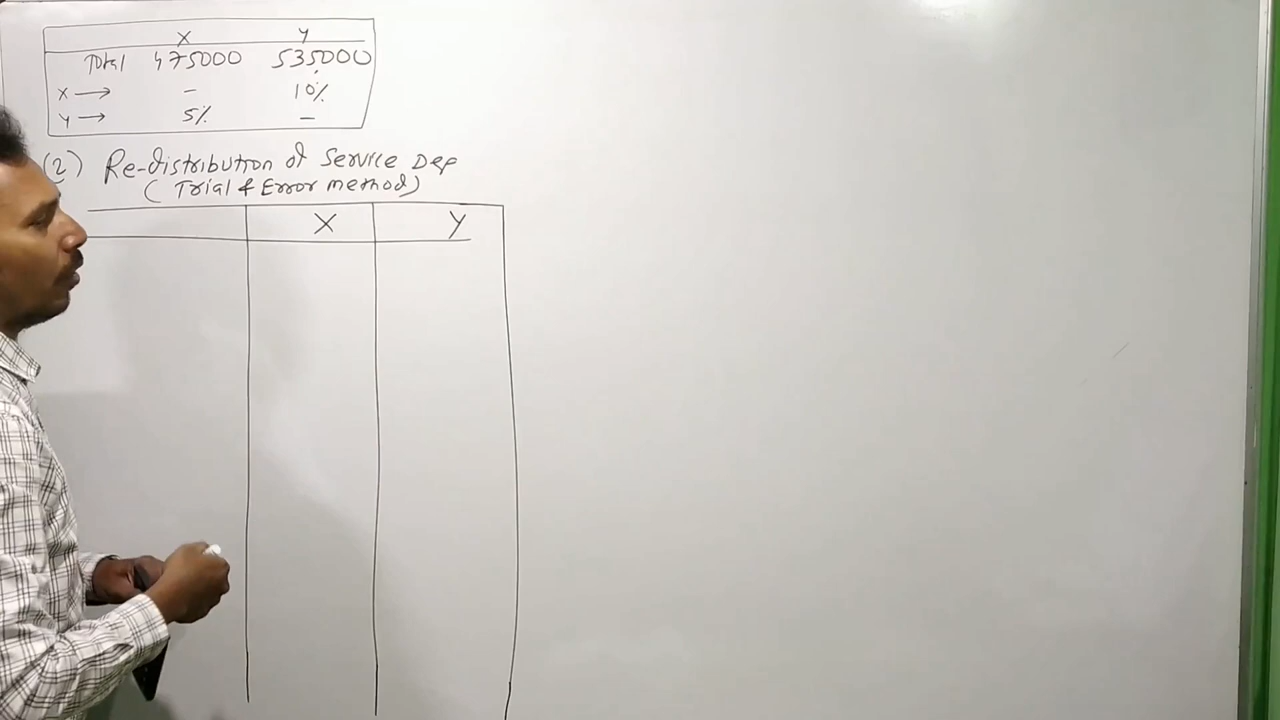 X Y
Total 475000 535000
X → - 10%
Y → 5% -
(2) Re-distribution of Service Dep
( Trial & Error method)
X Y